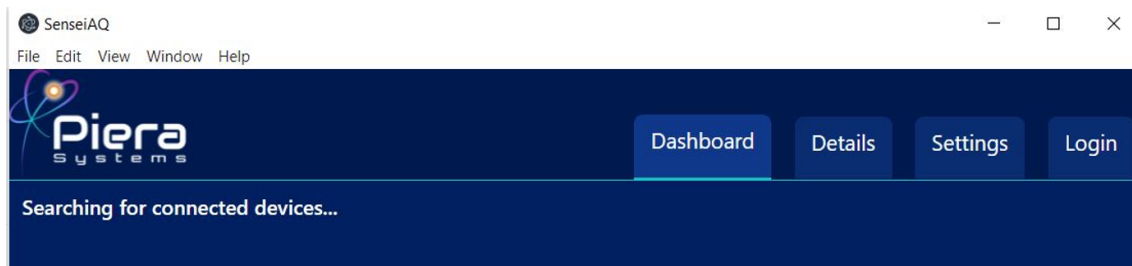 SenseiAQ
File Edit View Window Help
Piera
Systems
Dashboard Details Settings Login
Searching for connected devices...